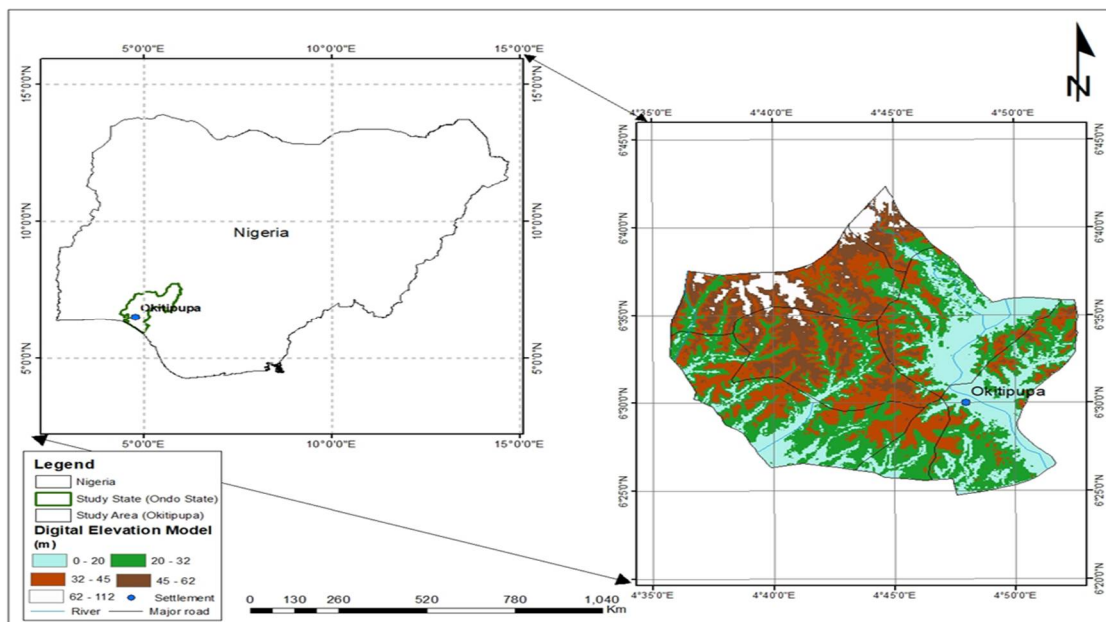 5°0'0"E 10°0'0"E 15°0'0"E
15°0'0"N 15°0'0"N
10°0'0"N 10°0'0"N
5°0'0"N 5°0'0"N
Nigeria
Okitipupa
5°0'0"E 10°0'0"E 15°0'0"E
N
4°35'0"E 4°40'0"E 4°45'0"E 4°50'0"E
6°45'0"N 6°45'0"N
6°40'0"N 6°40'0"N
6°35'0"N 6°35'0"N
6°30'0"N 6°30'0"N
6°25'0"N 6°25'0"N
6°20'0"N 6°20'0"N
Okitipupa
4°35'0"E 4°40'0"E 4°45'0"E 4°50'0"E
Legend
Nigeria
Study State (Ondo State)
Study Area (Okitipupa)
Digital Elevation Model
(m)
0 - 20 20 - 32
32 - 45 45 - 62
62 - 112 Settlement
River Major road
0 130 260 520 780 1,040
Km